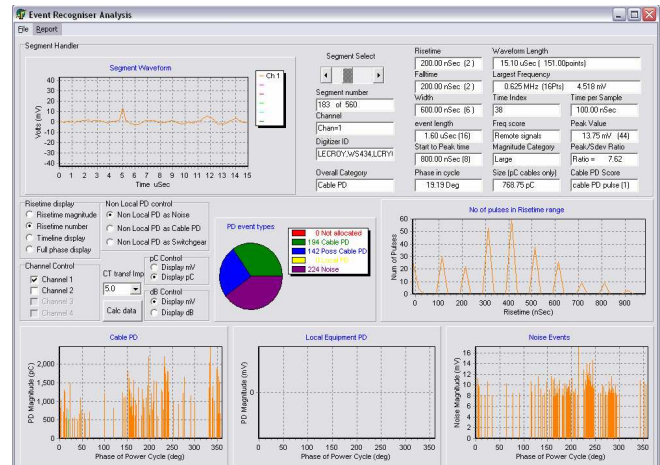 Event Recogniser Analysis
File Report
Segment Handler
Segment Waveform
Volts (mV)
40
30
20
10
0
-10
-20
-30
-40
0 1 2 3 4 5 6 7 8 9 10 11 12 13 14 15
Time uSec
Ch 1
Segment Select
Segment number
183 of 560
Channel
Chan=1
Digitizer ID
LECROY,WS434,LCRY
Overall Category
Cable PD
Risetime
200.00 nSec (2)
Falltime
200.00 nSec (2)
Width
600.00 nSec (6)
event length
1.60 uSec (16)
Start to Peak time
800.00 nSec (8)
Phase in cycle
19.19 Deg
Waveform Length
15.10 uSec ( 151.00points)
Largest Frequency
0.625 MHz (16Pts) 4.518 mV
Time Index
38
Time per Sample
100.00 nSec
Freq score
Remote signals
Peak Value
13.75 mV (44)
Magnitude Category
Large
Peak/Sdev Ratio
Ratio = 7.62
Size (pC cables only)
768.75 pC
Cable PD Score
cable PD pulse (1)
Risetime display
Risetime magnitude
Risetime number
Timeline display
Full phase display
Non Local PD control
Non Local PD as Noise
Non Local PD as Cable PD
Non Local PD as Switchgear
Channel Control
Channel 1
Channel 2
Channel 3
Channel 4
CT transf Imp
5.0
Calc data
pC Control
Display mV
Display pC
dB Control
Display mV
Display dB
PD event types
0 Not allocated
194 Cable PD
142 Poss Cable PD
0 Local PD
224 Noise
No of pulses in Risetime range
Num of Pulses
60
50
40
30
20
10
0
0 100 200 300 400 500 600 700 800 900
Risetime (nSec)
Cable PD
PD Magnitude (pC)
2,000
1,500
1,000
500
0
0 50 100 150 200 250 300 350
Phase of Power Cycle (deg)
Local Equipment PD
PD Magnitude (mV)
0
0 50 100 150 200 250 300 350
Phase of Power Cycle (deg)
Noise Events
Noise Magnitude (mV)
16
14
12
10
8
6
4
2
0
0 50 100 150 200 250 300 350
Phase of Power Cycle (deg)